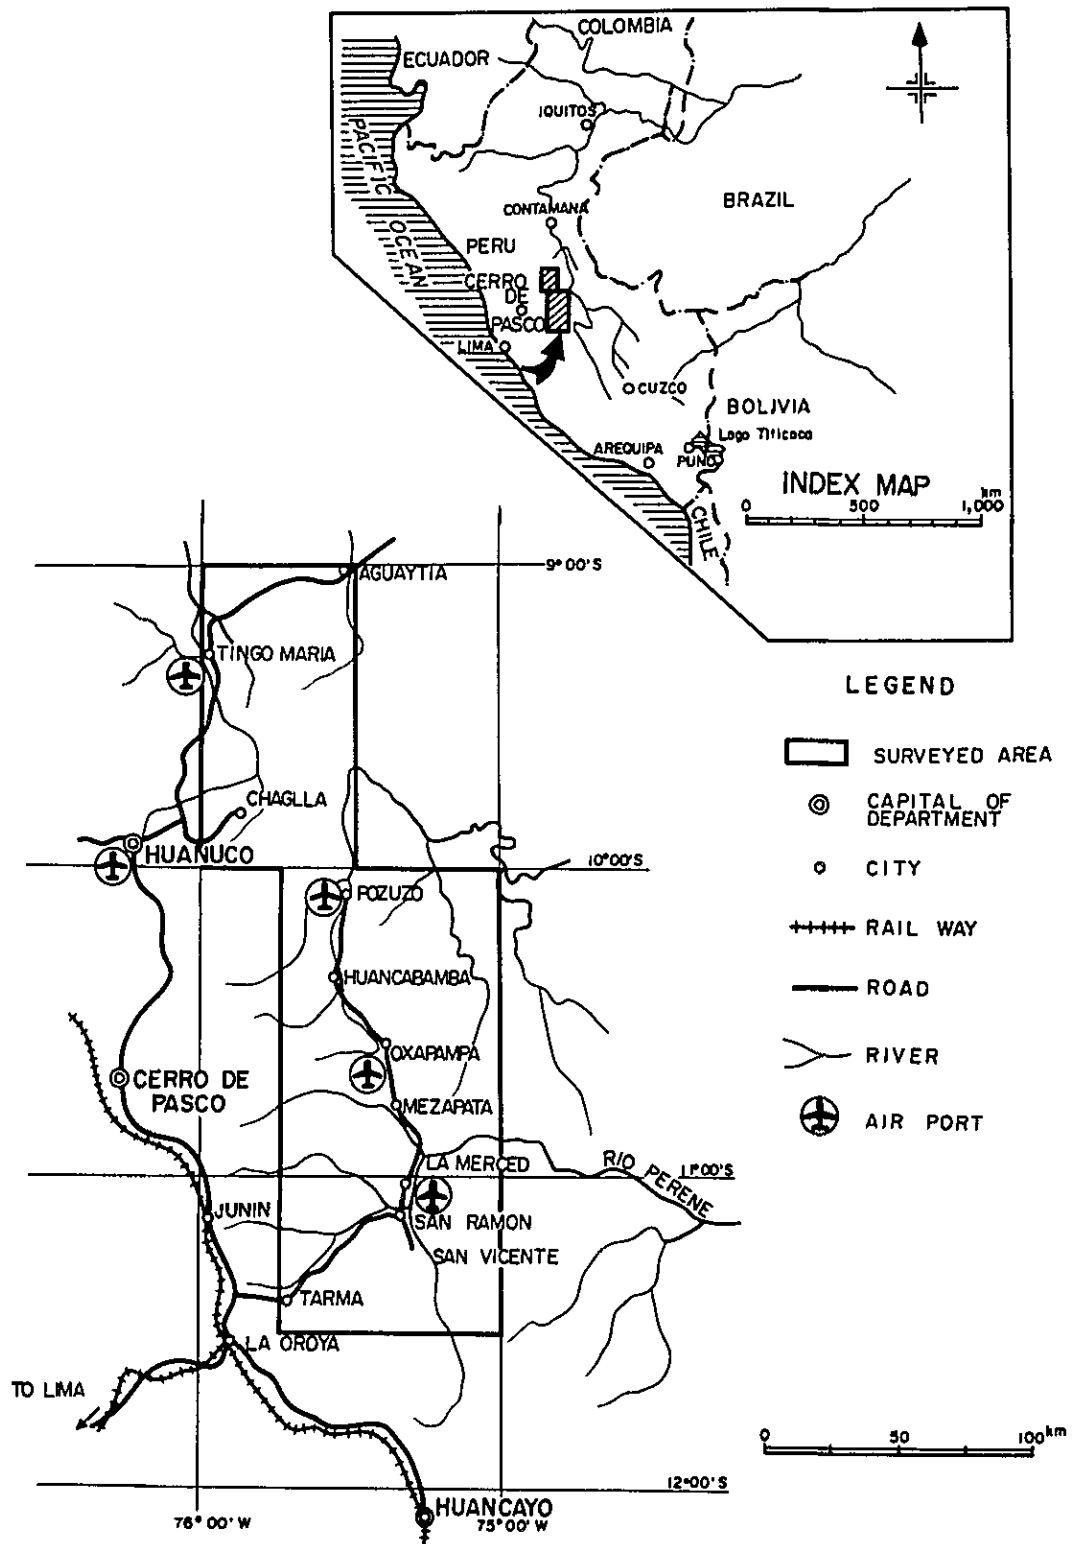 COLOMBIA
ECUADOR
IQUITOS
PACIFIC
OCEAN
BRAZIL
CONTAMANA
PERU
CERRO
DE
PASCO
LIMA
CUZCO
BOLIVIA
Lago Titicaca
AREQUIPA
PUNO
INDEX MAP
km
0 500 1,000
CHILE
9°00'S
AGUAYTIA
TINGO MARIA
CHAGLLA
HUANUCO
10°00'S
POZUZO
HUANCABAMBA
OXAPAMPA
CERRO DE
PASCO
MEZAPATA
LA MERCED
RIO PERENE
11°00'S
JUNIN
SAN RAMON
SAN VICENTE
TARMA
LA OROYA
TO LIMA
12°00'S
HUANCAYO
76°00'W
75°00'W
LEGEND
SURVEYED AREA
CAPITAL OF
DEPARTMENT
CITY
RAIL WAY
ROAD
RIVER
AIR PORT
0 50 100km